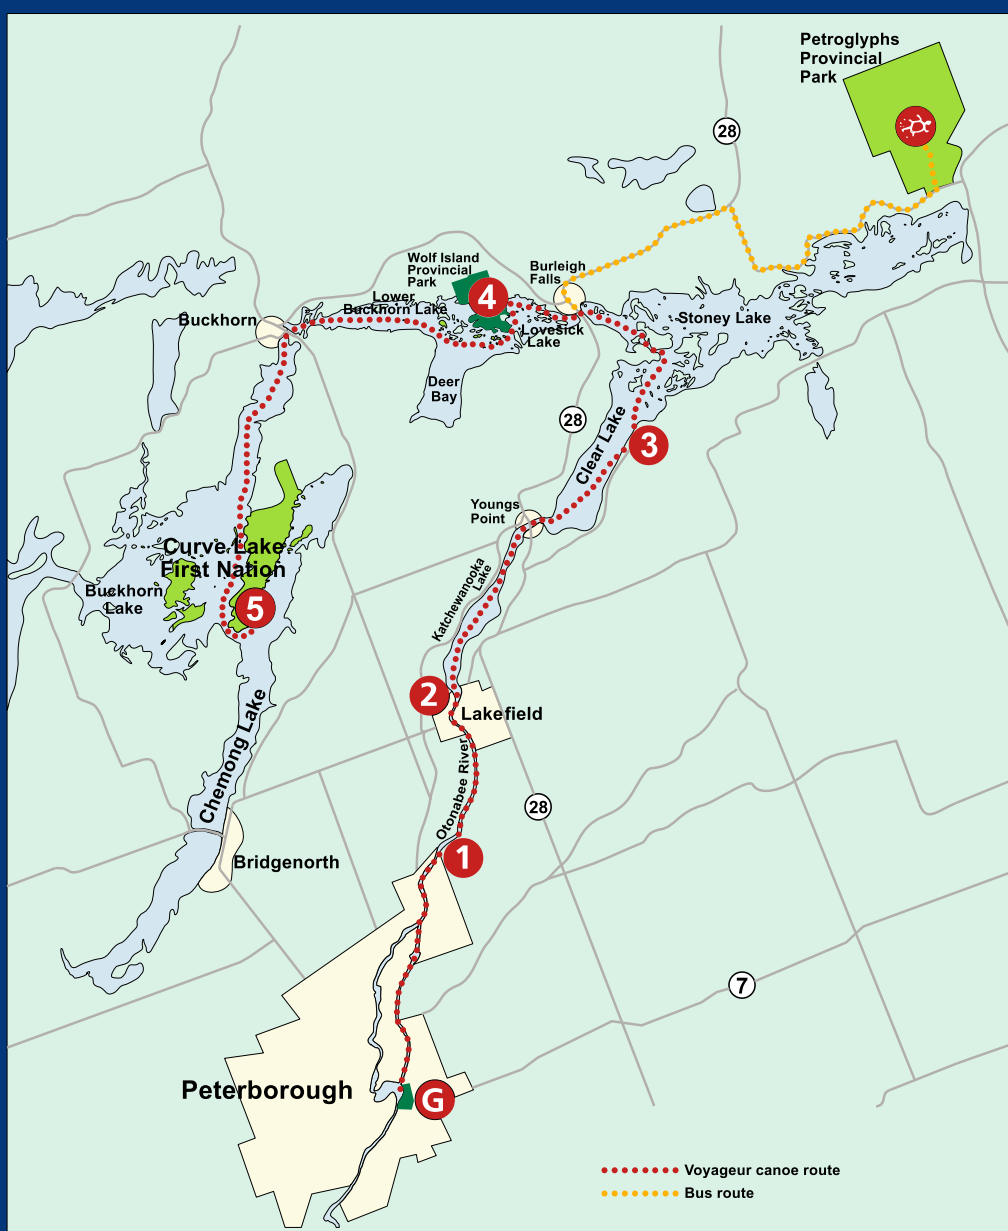 Petroglyphs
Provincial
Park
28
Wolf Island
Provincial
Park
Burleigh
Falls
4
Lower
Buckhorn Lake
Buckhorn
Stoney Lake
Lovesick
Lake
Deer
Bay
28
Clear Lake
3
Youngs
Point
Curve Lake
First Nation
Buckhorn
Lake
5
Katchewanooka
Lake
2
Lakefield
Chemong Lake
Otonabee River
28
1
Bridgenorth
7
Peterborough
G
Voyageur canoe route
Bus route